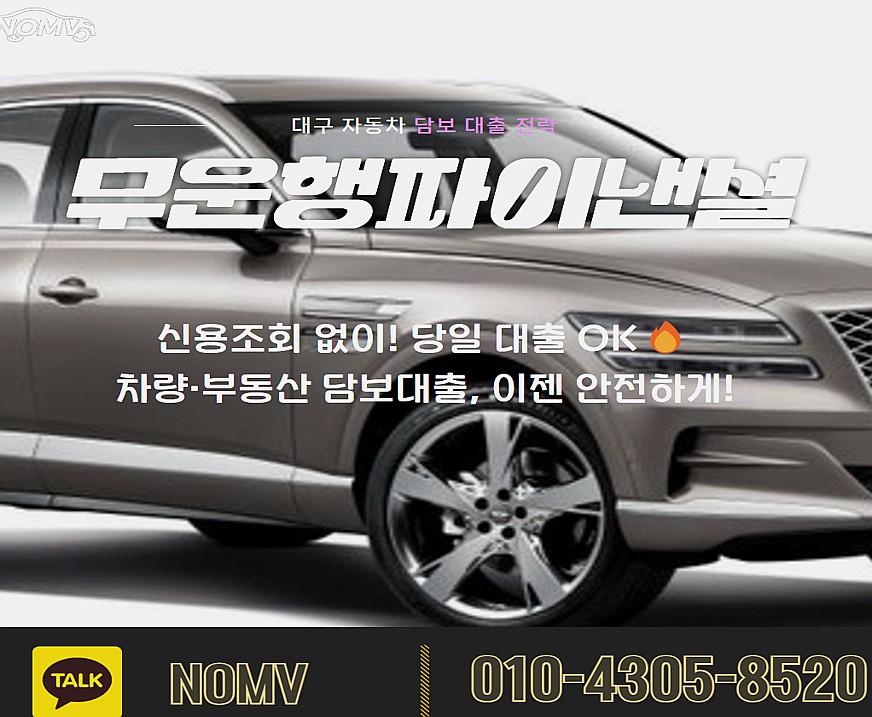 NOMV
대구 자동차 담보 대출 전략
무운행파이낸셜
신용조회 없이! 당일 대출 OK🔥
차량·부동산 담보대출, 이젠 안전하게!
TALK
NOMV
010-4305-8520